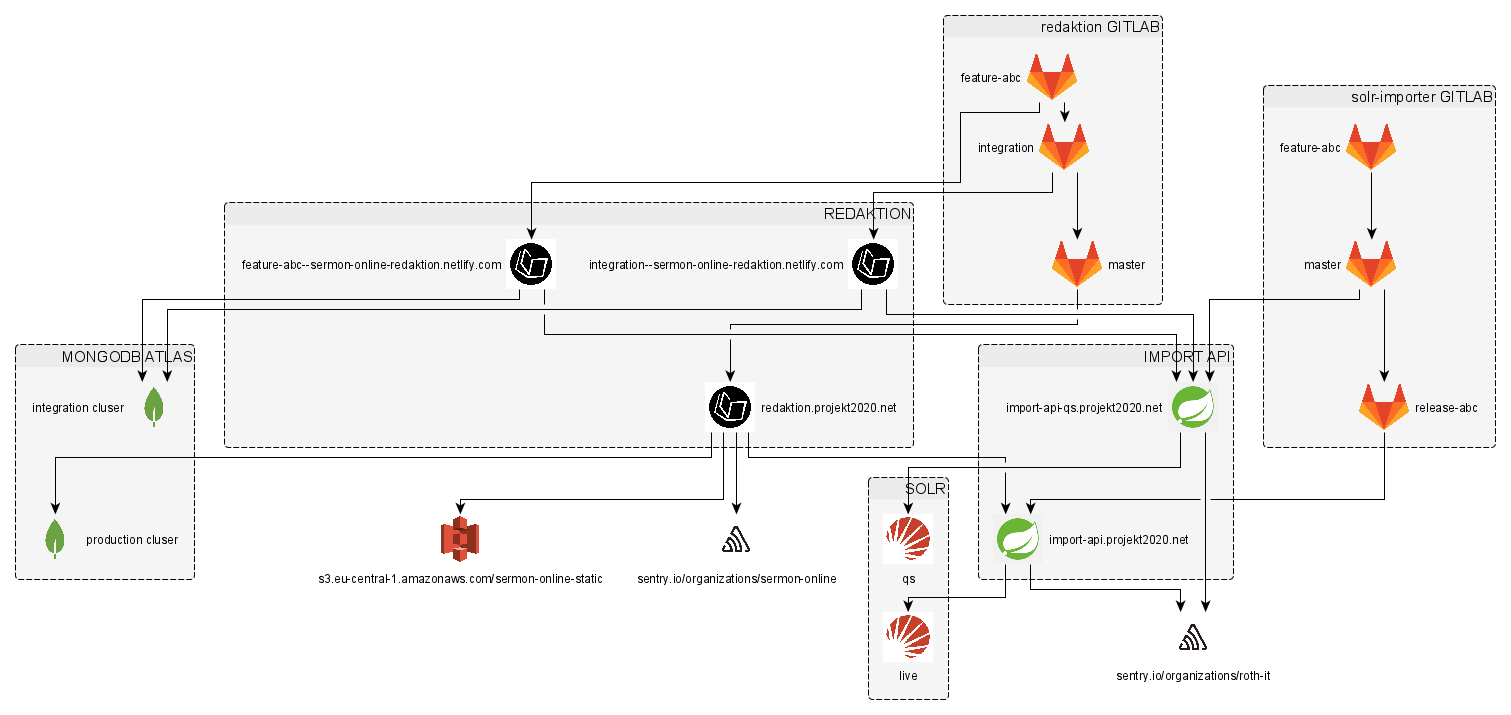 redaktion GITLAB
feature-abc
solr-importer GITLAB
integration
feature-abc
REDAKTION
feature-abc--sermon-online-redaktion.netlify.com
integration--sermon-online-redaktion.netlify.com
master
master
MONGODB ATLAS
IMPORT API
integration cluser
redaktion.projekt2020.net
import-api-qs.projekt2020.net
release-abc
SOLR
production cluser
import-api.projekt2020.net
s3.eu-central-1.amazonaws.com/sermon-online-static
sentry.io/organizations/sermon-online
qs
live
sentry.io/organizations/roth-it